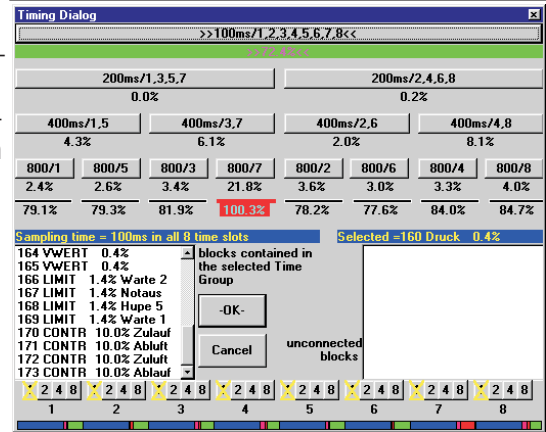 Timing Dialog
>>100ms/1,2,3,4,5,6,7,8<<
>>72.4%<<
200ms/1,3,5,7 200ms/2,4,6,8
0.0% 0.2%
400ms/1,5 400ms/3,7 400ms/2,6 400ms/4,8
4.3% 6.1% 2.0% 8.1%
800/1 800/5 800/3 800/7 800/2 800/6 800/4 800/8
2.4% 2.6% 3.4% 21.8% 3.6% 3.0% 3.3% 4.0%
79.1% 79.3% 81.9% 100.3% 78.2% 77.6% 84.0% 84.7%
Sampling time = 100ms in all 8 time slots Selected =160 Druck 0.4%
164 VWERT 0.4%
165 VWERT 0.4%
166 LIMIT 1.4% Warte 2
167 LIMIT 1.4% Notaus
168 LIMIT 1.4% Hupe 5
169 LIMIT 1.4% Warte 1
170 CONTR 10.0% Zulauf
171 CONTR 10.0% Abluft
172 CONTR 10.0% Zuluft
173 CONTR 10.0% Ablauf
blocks contained in
the selected Time
Group
-OK-
Cancel
unconnected
blocks
2 4 8 2 4 8 2 4 8 2 4 8 2 4 8 2 4 8 2 4 8 2 4 8
1 2 3 4 5 6 7 8